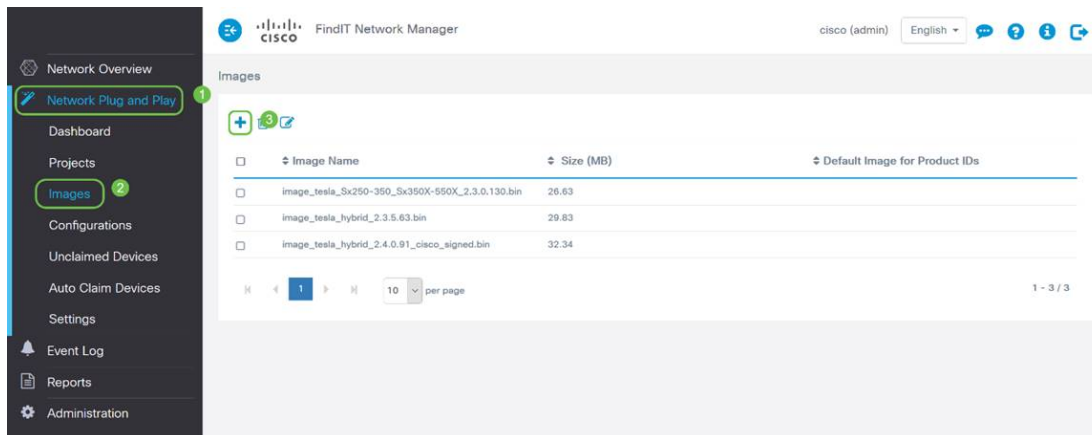 CISCO FindIT Network Manager cisco (admin) English
Network Overview
Network Plug and Play 1
Dashboard
Projects
Images 2
Configurations
Unclaimed Devices
Auto Claim Devices
Settings
Event Log
Reports
Administration
Images
3
Image Name Size (MB) Default Image for Product IDs
image_tesla_Sx250-350_Sx350X-550X_2.3.0.130.bin 26.63
image_tesla_hybrid_2.3.5.63.bin 29.83
image_tesla_hybrid_2.4.0.91_cisco_signed.bin 32.34
1 10 per page 1 - 3 / 3